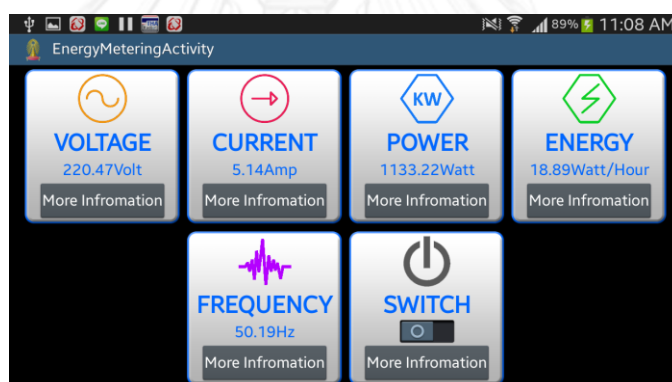 89% 11:08 AM
EnergyMeteringActivity
VOLTAGE
220.47Volt
More Infromation
CURRENT
5.14Amp
More Infromation
KW
POWER
1133.22Watt
More Infromation
ENERGY
18.89Watt/Hour
More Infromation
FREQUENCY
50.19Hz
More Infromation
SWITCH
More Infromation